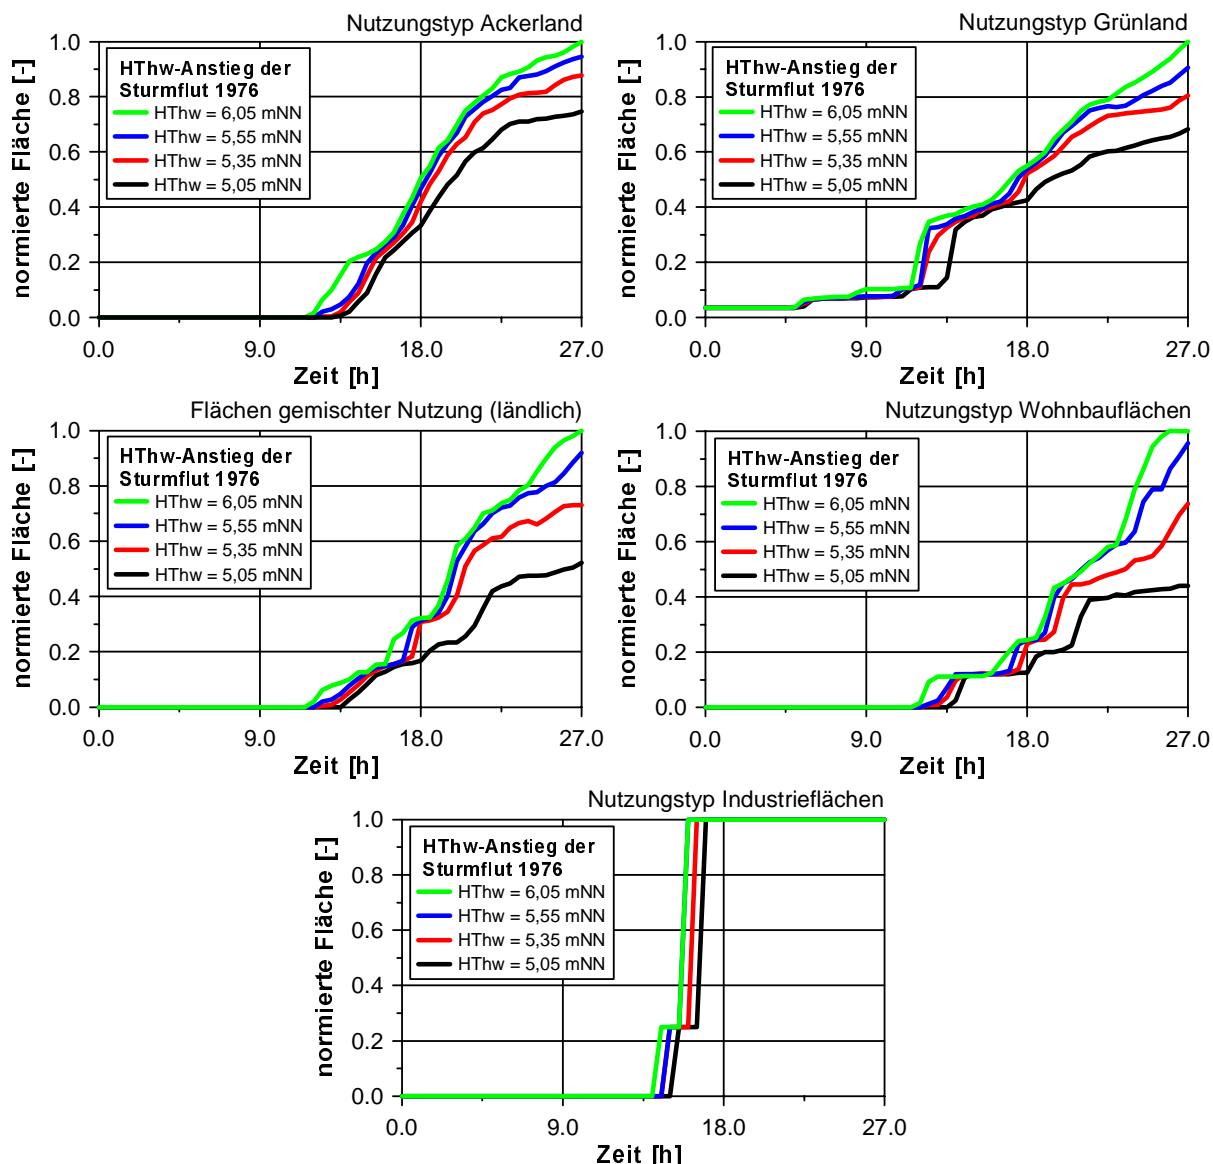 Nutzungstyp Ackerland
normierte Fläche [-]
1.0
0.8
0.6
0.4
0.2
0.0
HThw-Anstieg der
Sturmflut 1976
HThw = 6,05 mNN
HThw = 5,55 mNN
HThw = 5,35 mNN
HThw = 5,05 mNN
0.0 9.0 18.0 27.0
Zeit [h]
Nutzungstyp Grünland
normierte Fläche [-]
1.0
0.8
0.6
0.4
0.2
0.0
HThw-Anstieg der
Sturmflut 1976
HThw = 6,05 mNN
HThw = 5,55 mNN
HThw = 5,35 mNN
HThw = 5,05 mNN
0.0 9.0 18.0 27.0
Zeit [h]
Flächen gemischter Nutzung (ländlich)
normierte Fläche [-]
1.0
0.8
0.6
0.4
0.2
0.0
HThw-Anstieg der
Sturmflut 1976
HThw = 6,05 mNN
HThw = 5,55 mNN
HThw = 5,35 mNN
HThw = 5,05 mNN
0.0 9.0 18.0 27.0
Zeit [h]
Nutzungstyp Wohnbauflächen
normierte Fläche [-]
1.0
0.8
0.6
0.4
0.2
0.0
HThw-Anstieg der
Sturmflut 1976
HThw = 6,05 mNN
HThw = 5,55 mNN
HThw = 5,35 mNN
HThw = 5,05 mNN
0.0 9.0 18.0 27.0
Zeit [h]
Nutzungstyp Industrieflächen
normierte Fläche [-]
1.0
0.8
0.6
0.4
0.2
0.0
HThw-Anstieg der
Sturmflut 1976
HThw = 6,05 mNN
HThw = 5,55 mNN
HThw = 5,35 mNN
HThw = 5,05 mNN
0.0 9.0 18.0 27.0
Zeit [h]